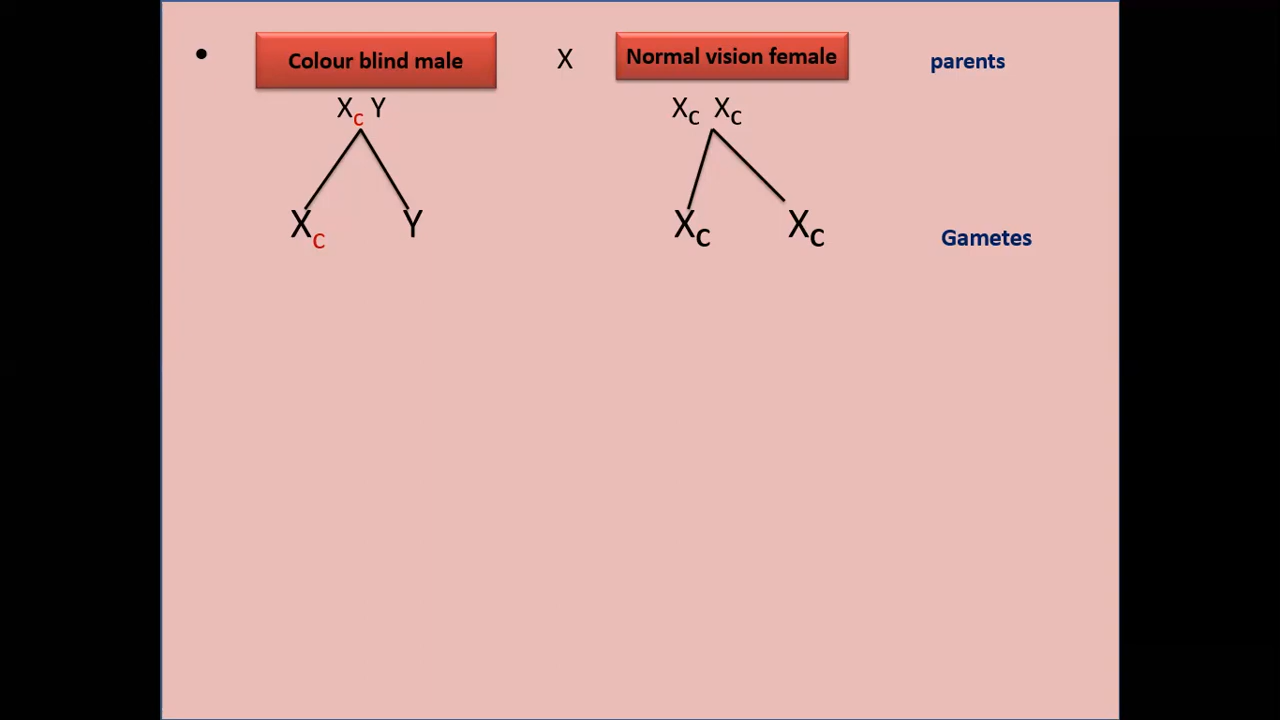 • Colour blind male X Normal vision female parents
Xc Y XC XC
Xc Y XC XC Gametes